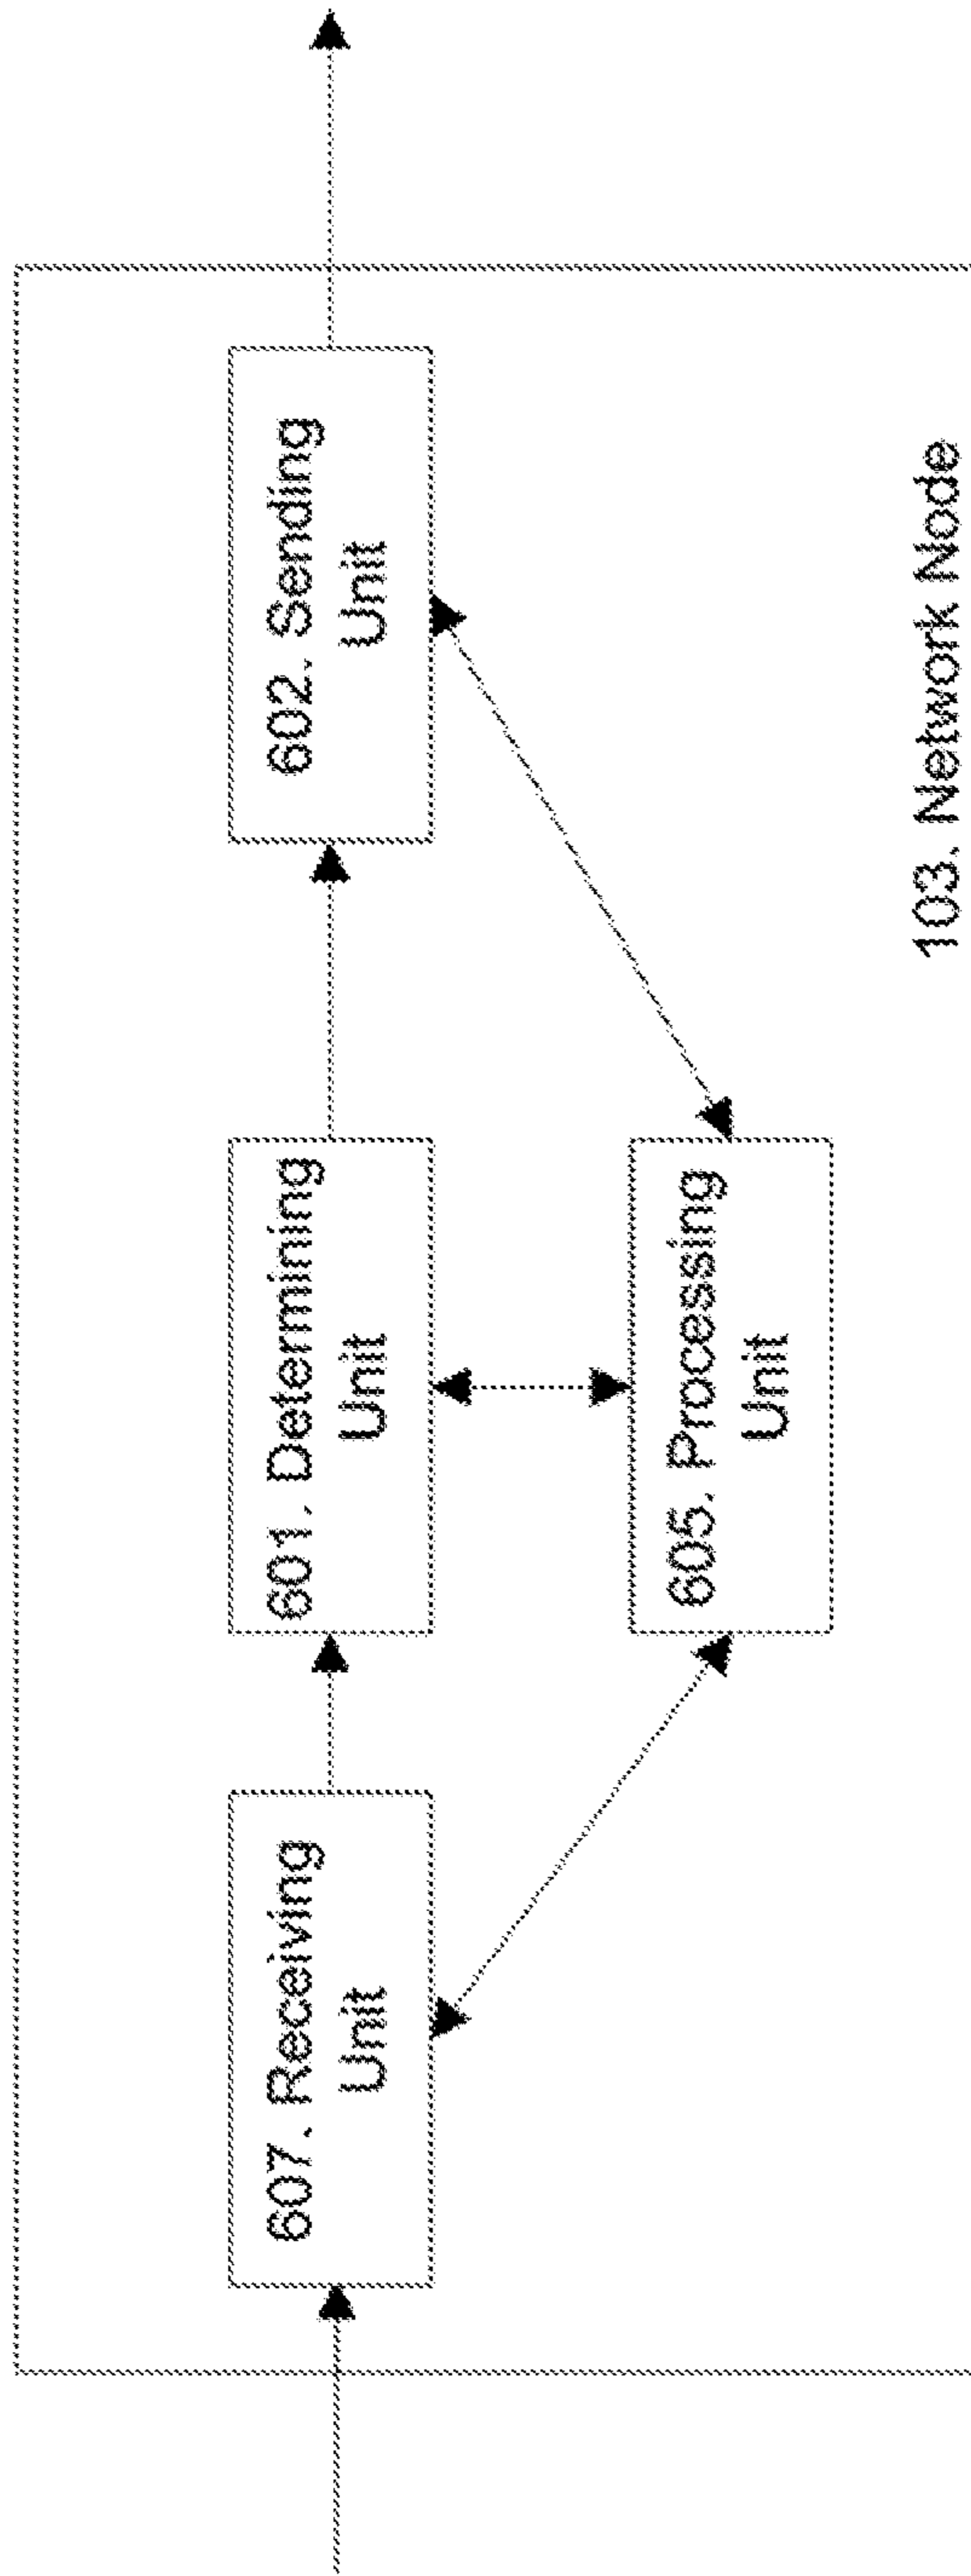 607. Receiving
Unit
601. Determining
Unit
602. Sending
Unit
605. Processing
Unit
103. Network Node